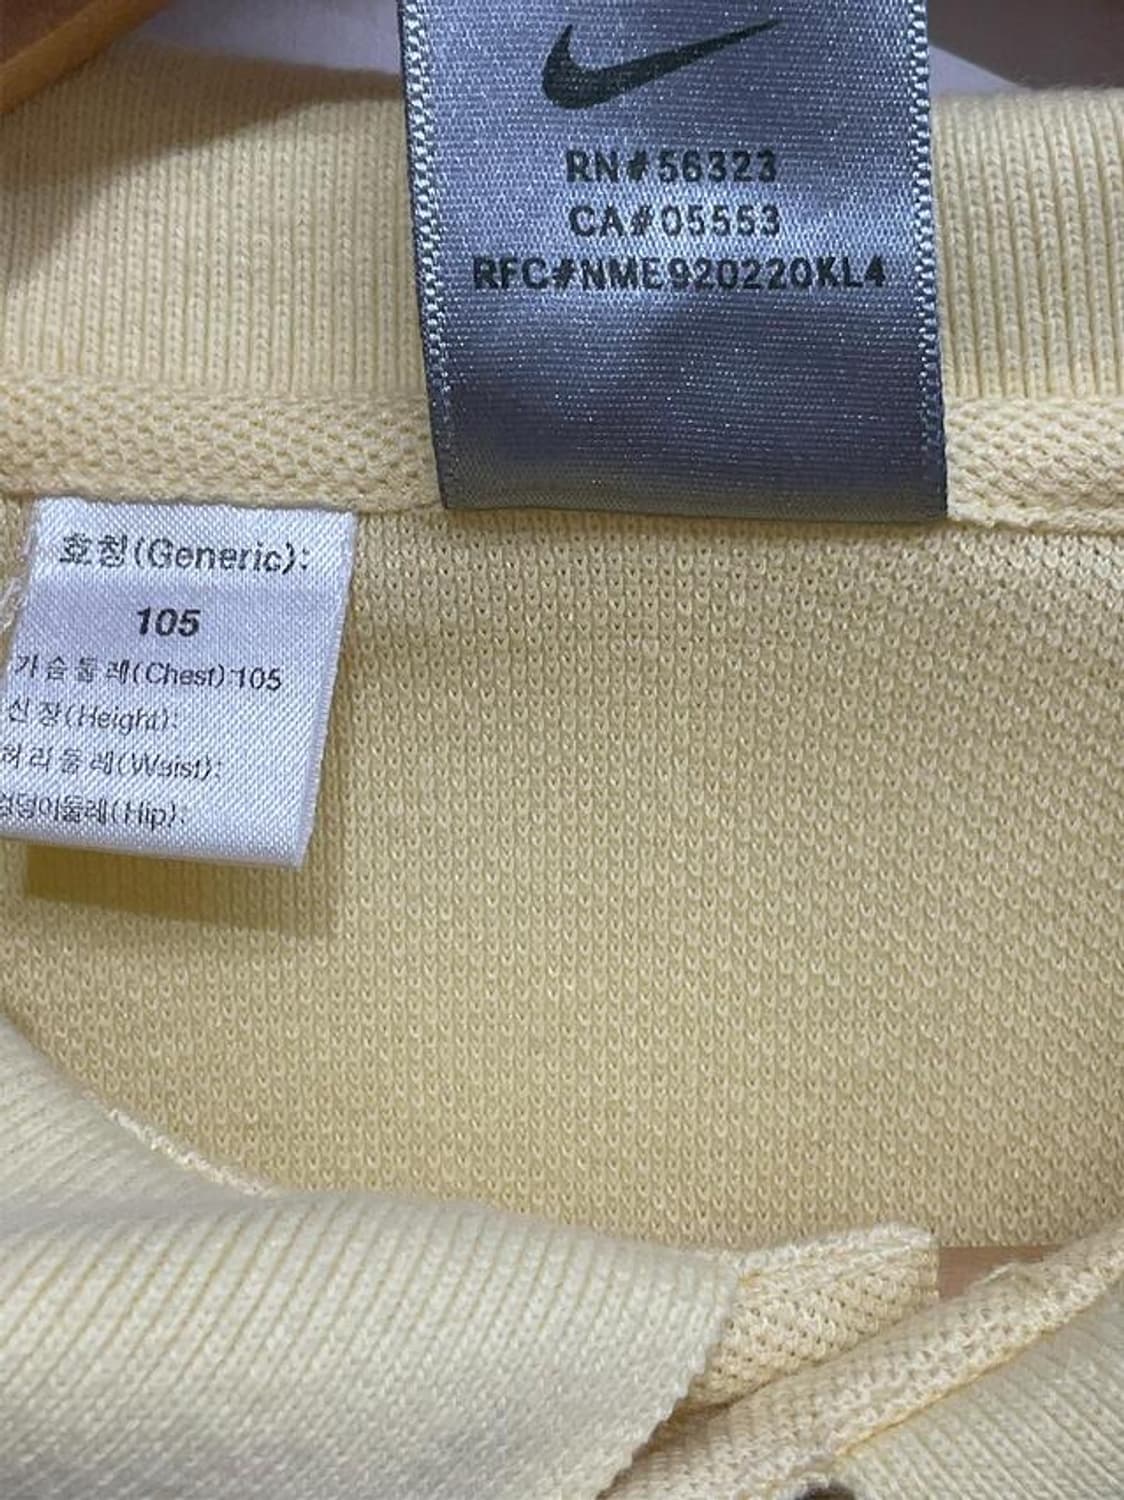 RN#56323
CA#05553
RFC#NME920220KL4
호칭(Generic):
105
가슴둘레(Chest):105
신장(Height):
허리둘레(Waist):
엉덩이둘레(Hip):